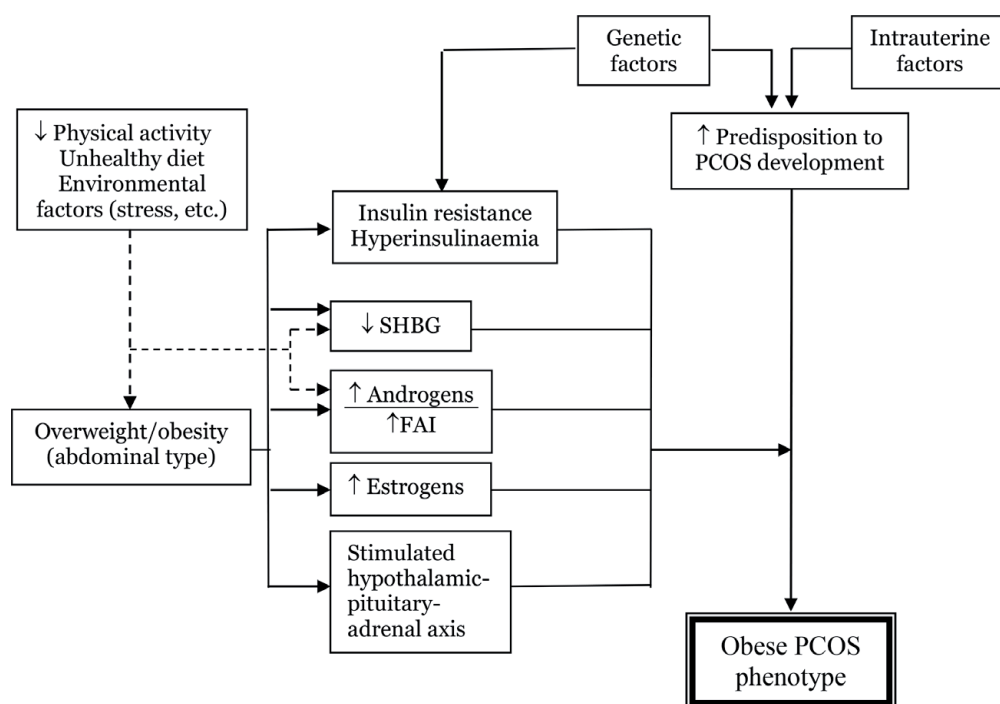 Genetic
factors
Intrauterine
factors
↓ Physical activity
Unhealthy diet
Environmental
factors (stress, etc.)
↑ Predisposition to
PCOS development
Insulin resistance
Hyperinsulinaemia
↓ SHBG
↑ Androgens
↑FAI
Overweight/obesity
(abdominal type)
↑ Estrogens
Stimulated
hypothalamic-
pituitary-
adrenal axis
Obese PCOS
phenotype